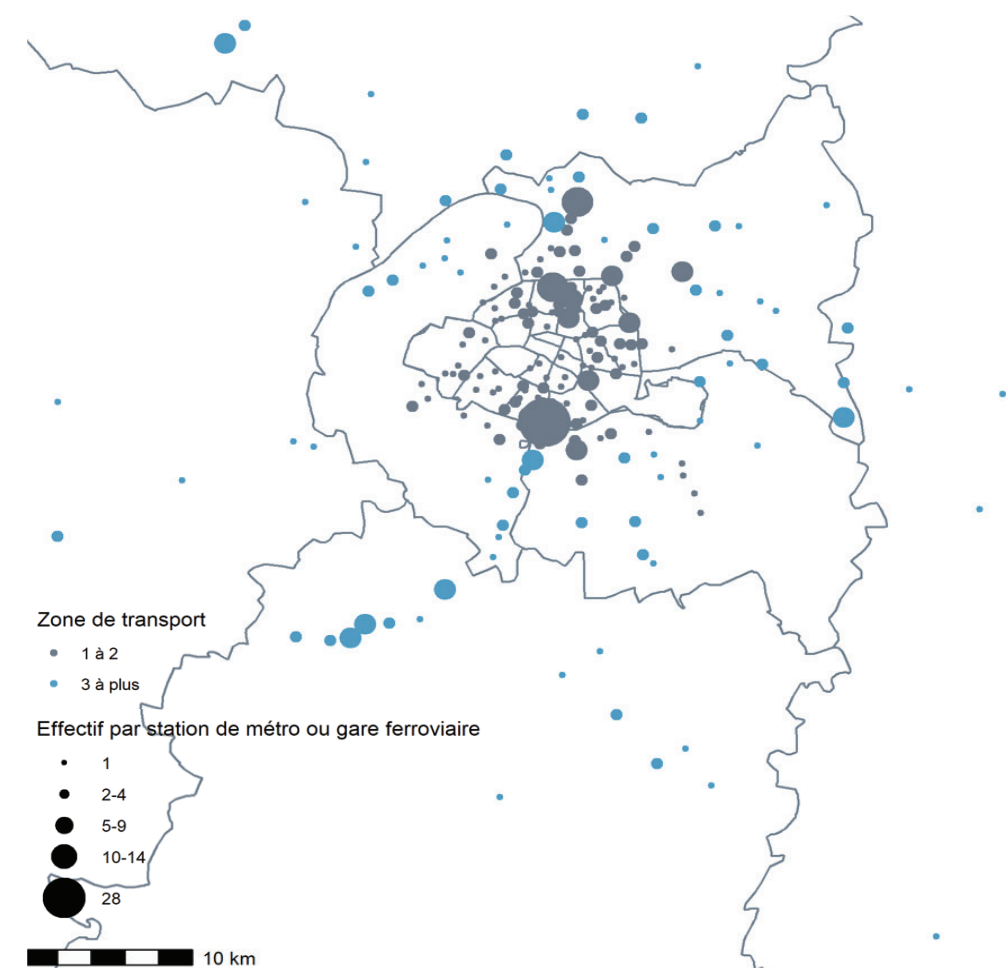 Zone de transport
1 à 2
3 à plus
Effectif par station de métro ou gare ferroviaire
1
2-4
5-9
10-14
28
10 km